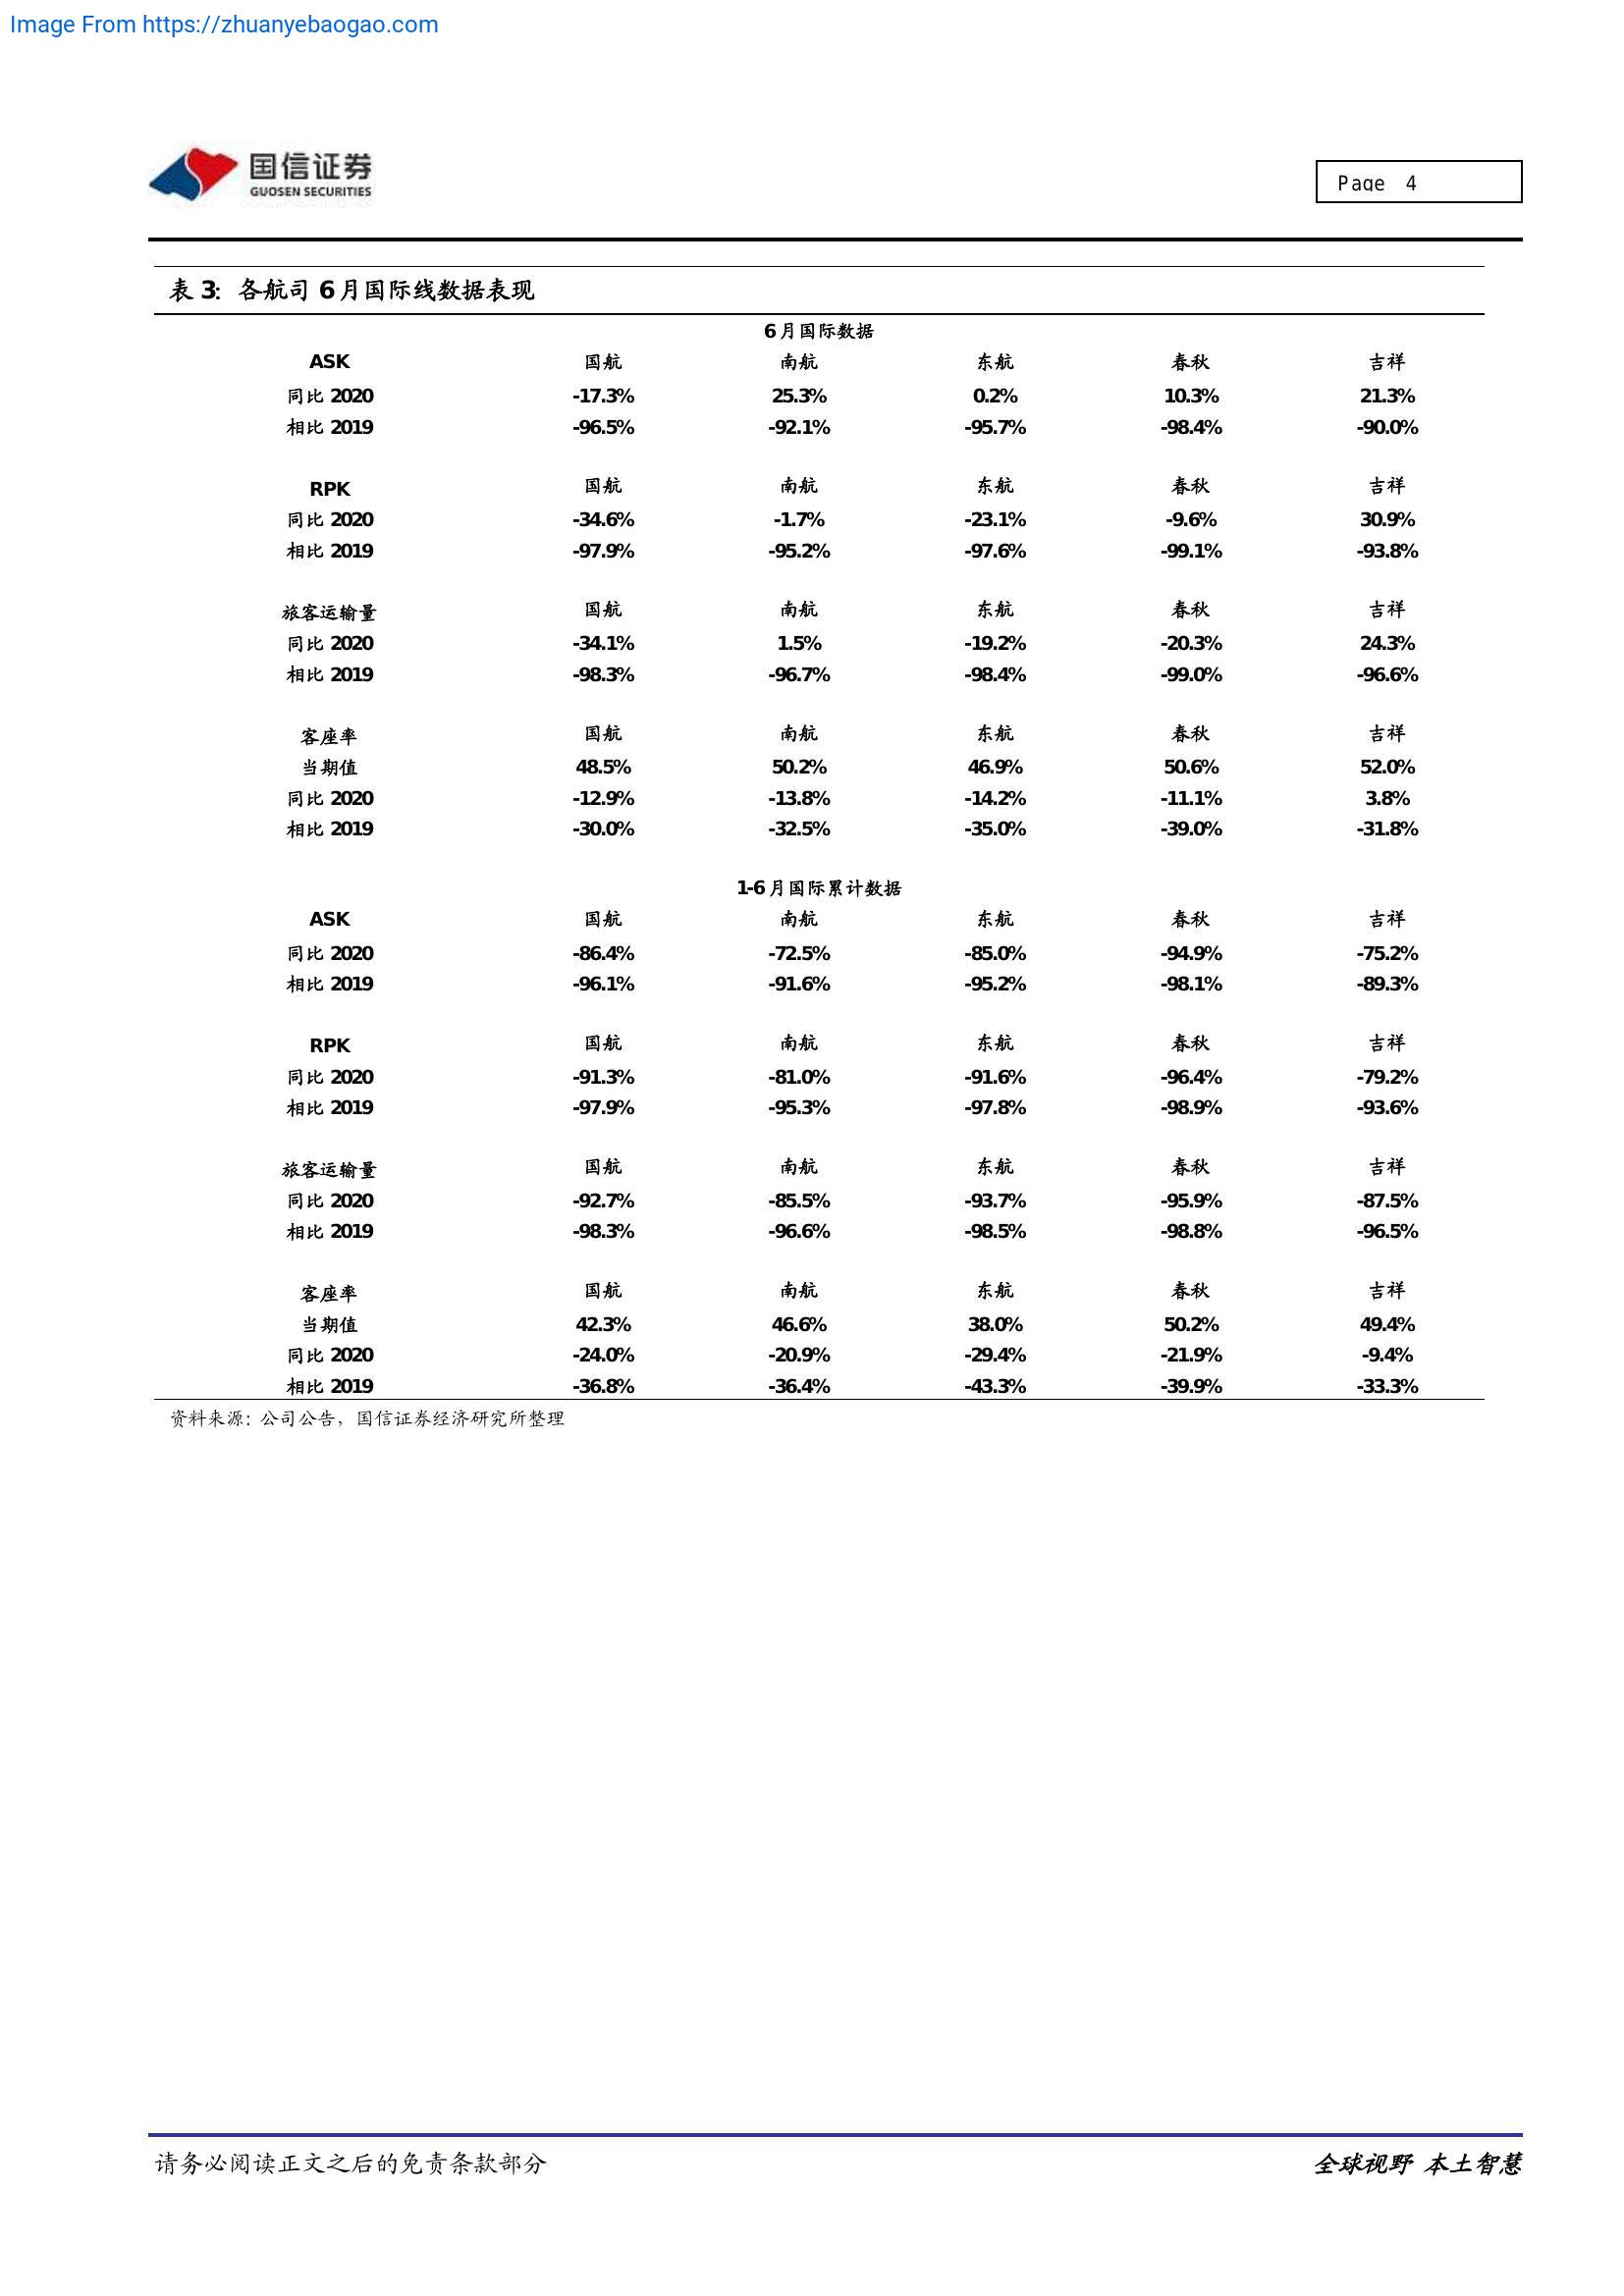 Image From https://zhuanyebaogao.com
国信证券
GUOSEN SECURITIES
Page 4
表 3: 各航司 6 月国际线数据表现
6 月国际数据
ASK 国航 南航 东航 春秋 吉祥
同比 2020 -17.3% 25.3% 0.2% 10.3% 21.3%
相比 2019 -96.5% -92.1% -95.7% -98.4% -90.0%
RPK 国航 南航 东航 春秋 吉祥
同比 2020 -34.6% -1.7% -23.1% -9.6% 30.9%
相比 2019 -97.9% -95.2% -97.6% -99.1% -93.8%
旅客运输量 国航 南航 东航 春秋 吉祥
同比 2020 -34.1% 1.5% -19.2% -20.3% 24.3%
相比 2019 -98.3% -96.7% -98.4% -99.0% -96.6%
客座率 国航 南航 东航 春秋 吉祥
当期值 48.5% 50.2% 46.9% 50.6% 52.0%
同比 2020 -12.9% -13.8% -14.2% -11.1% 3.8%
相比 2019 -30.0% -32.5% -35.0% -39.0% -31.8%
1-6 月国际累计数据
ASK 国航 南航 东航 春秋 吉祥
同比 2020 -86.4% -72.5% -85.0% -94.9% -75.2%
相比 2019 -96.1% -91.6% -95.2% -98.1% -89.3%
RPK 国航 南航 东航 春秋 吉祥
同比 2020 -91.3% -81.0% -91.6% -96.4% -79.2%
相比 2019 -97.9% -95.3% -97.8% -98.9% -93.6%
旅客运输量 国航 南航 东航 春秋 吉祥
同比 2020 -92.7% -85.5% -93.7% -95.9% -87.5%
相比 2019 -98.3% -96.6% -98.5% -98.8% -96.5%
客座率 国航 南航 东航 春秋 吉祥
当期值 42.3% 46.6% 38.0% 50.2% 49.4%
同比 2020 -24.0% -20.9% -29.4% -21.9% -9.4%
相比 2019 -36.8% -36.4% -43.3% -39.9% -33.3%
资料来源：公司公告，国信证券经济研究所整理
请务必阅读正文之后的免责条款部分 全球视野 本土智慧